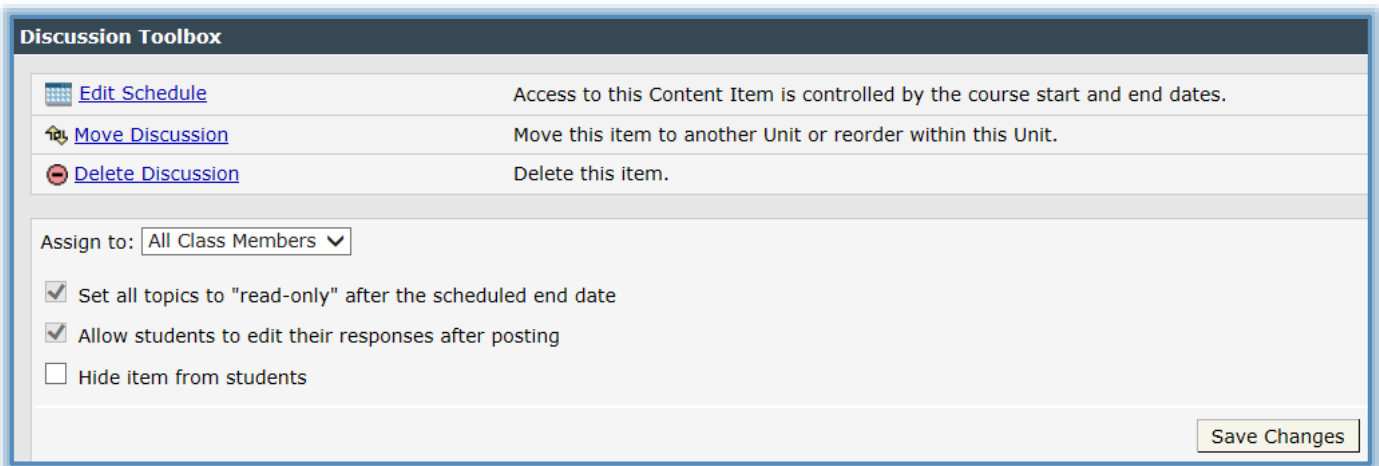 Discussion Toolbox
Edit Schedule Access to this Content Item is controlled by the course start and end dates.
Move Discussion Move this item to another Unit or reorder within this Unit.
Delete Discussion Delete this item.
Assign to: All Class Members
Set all topics to "read-only" after the scheduled end date
Allow students to edit their responses after posting
Hide item from students
Save Changes